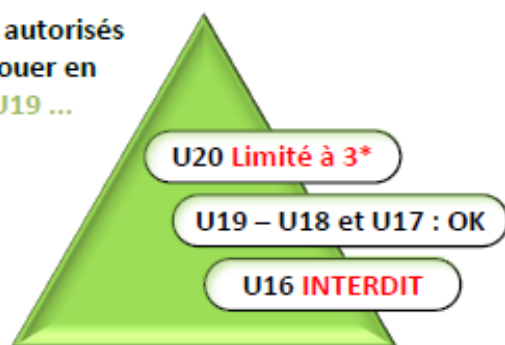 autorisés
ouer en
U19 ...
U20 Limité à 3*
U19 – U18 et U17 : OK
U16 INTERDIT